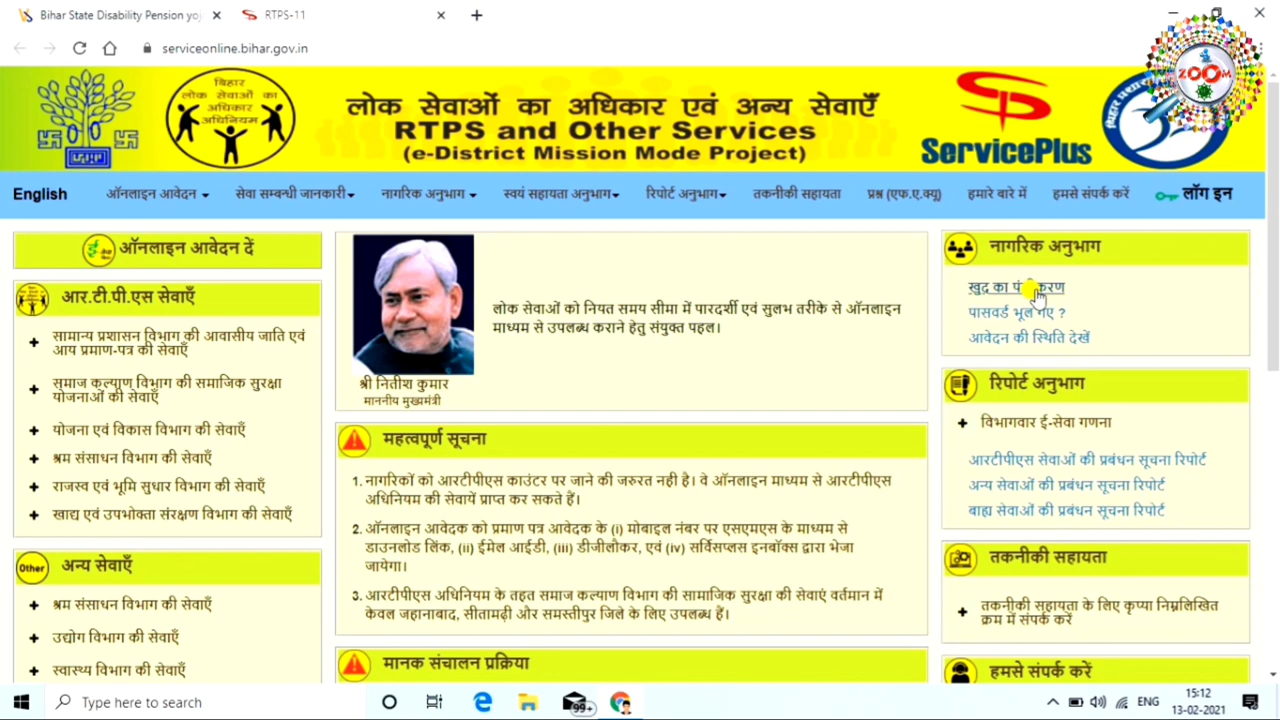 Bihar State Disability Pension yo
RTPS-11
serviceonline.bihar.gov.in
बिहार
लोक सेवाओं का
अधिकार
अधिनियम
लोक सेवाओं का अधिकार एवं अन्य सेवाएँ
RTPS and Other Services
(e-District Mission Mode Project)
ServicePlus
ZOOM
English
ऑनलाइन आवेदन
सेवा सम्बन्धी जानकारी
नागरिक अनुभाग
स्वयं सहायता अनुभाग
रिपोर्ट अनुभाग
तकनीकी सहायता
प्रश्न (एफ.ए.क्यू)
हमारे बारे में
हमसे संपर्क करें
लॉग इन
ऑनलाइन आवेदन दें
आर.टी.पी.एस सेवाएँ
सामान्य प्रशासन विभाग की आवासीय जाति एवं
आय प्रमाण-पत्र की सेवाएँ
समाज कल्याण विभाग की समाजिक सुरक्षा
योजनाओं की सेवाएँ
योजना एवं विकास विभाग की सेवाएँ
श्रम संसाधन विभाग की सेवाएँ
राजस्व एवं भूमि सुधार विभाग की सेवाएँ
खाद्य एवं उपभोक्ता संरक्षण विभाग की सेवाएँ
Other अन्य सेवाएँ
श्रम संसाधन विभाग की सेवाएँ
उद्योग विभाग की सेवाएँ
स्वास्थ्य विभाग की सेवाएँ
लोक सेवाओं को नियत समय सीमा में पारदर्शी एवं सुलभ तरीके से ऑनलाइन
माध्यम से उपलब्ध कराने हेतु संयुक्त पहल।
श्री नितीश कुमार
माननीय मुख्यमंत्री
महत्वपूर्ण सूचना
1. नागरिकों को आरटीपीएस काउंटर पर जाने की जरुरत नही है। वे ऑनलाइन माध्यम से आरटीपीएस
अधिनियम की सेवायें प्राप्त कर सकते हैं।
2. ऑनलाइन आवेदक को प्रमाण पत्र आवेदक के (i) मोबाइल नंबर पर एसएमएस के माध्यम से
डाउनलोड लिंक, (ii) ईमेल आईडी, (iii) डीजीलौकर, एवं (iv) सर्विसप्लस इनबॉक्स द्वारा भेजा
जायेगा।
3. आरटीपीएस अधिनियम के तहत समाज कल्याण विभाग की सामाजिक सुरक्षा की सेवाएं वर्तमान में
केवल जहानाबाद, सीतामढ़ी और समस्तीपुर जिले के लिए उपलब्ध हैं।
मानक संचालन प्रक्रिया
नागरिक अनुभाग
ख़ुद का
पासवर्ड भूल गए ?
आवेदन की स्थिति देखें
रिपोर्ट अनुभाग
विभागवार ई-सेवा गणना
आरटीपीएस सेवाओं की प्रबंधन सूचना रिपोर्ट
अन्य सेवाओं की प्रबंधन सूचना रिपोर्ट
बाह्य सेवाओं की प्रबंधन सूचना रिपोर्ट
तकनीकी सहायता
तकनीकी सहायता के लिए कृप्या निम्नलिखित
क्रम में संपर्क करें
हमसे संपर्क करें
Type here to search
99+
ENG
15:12
13-02-2021